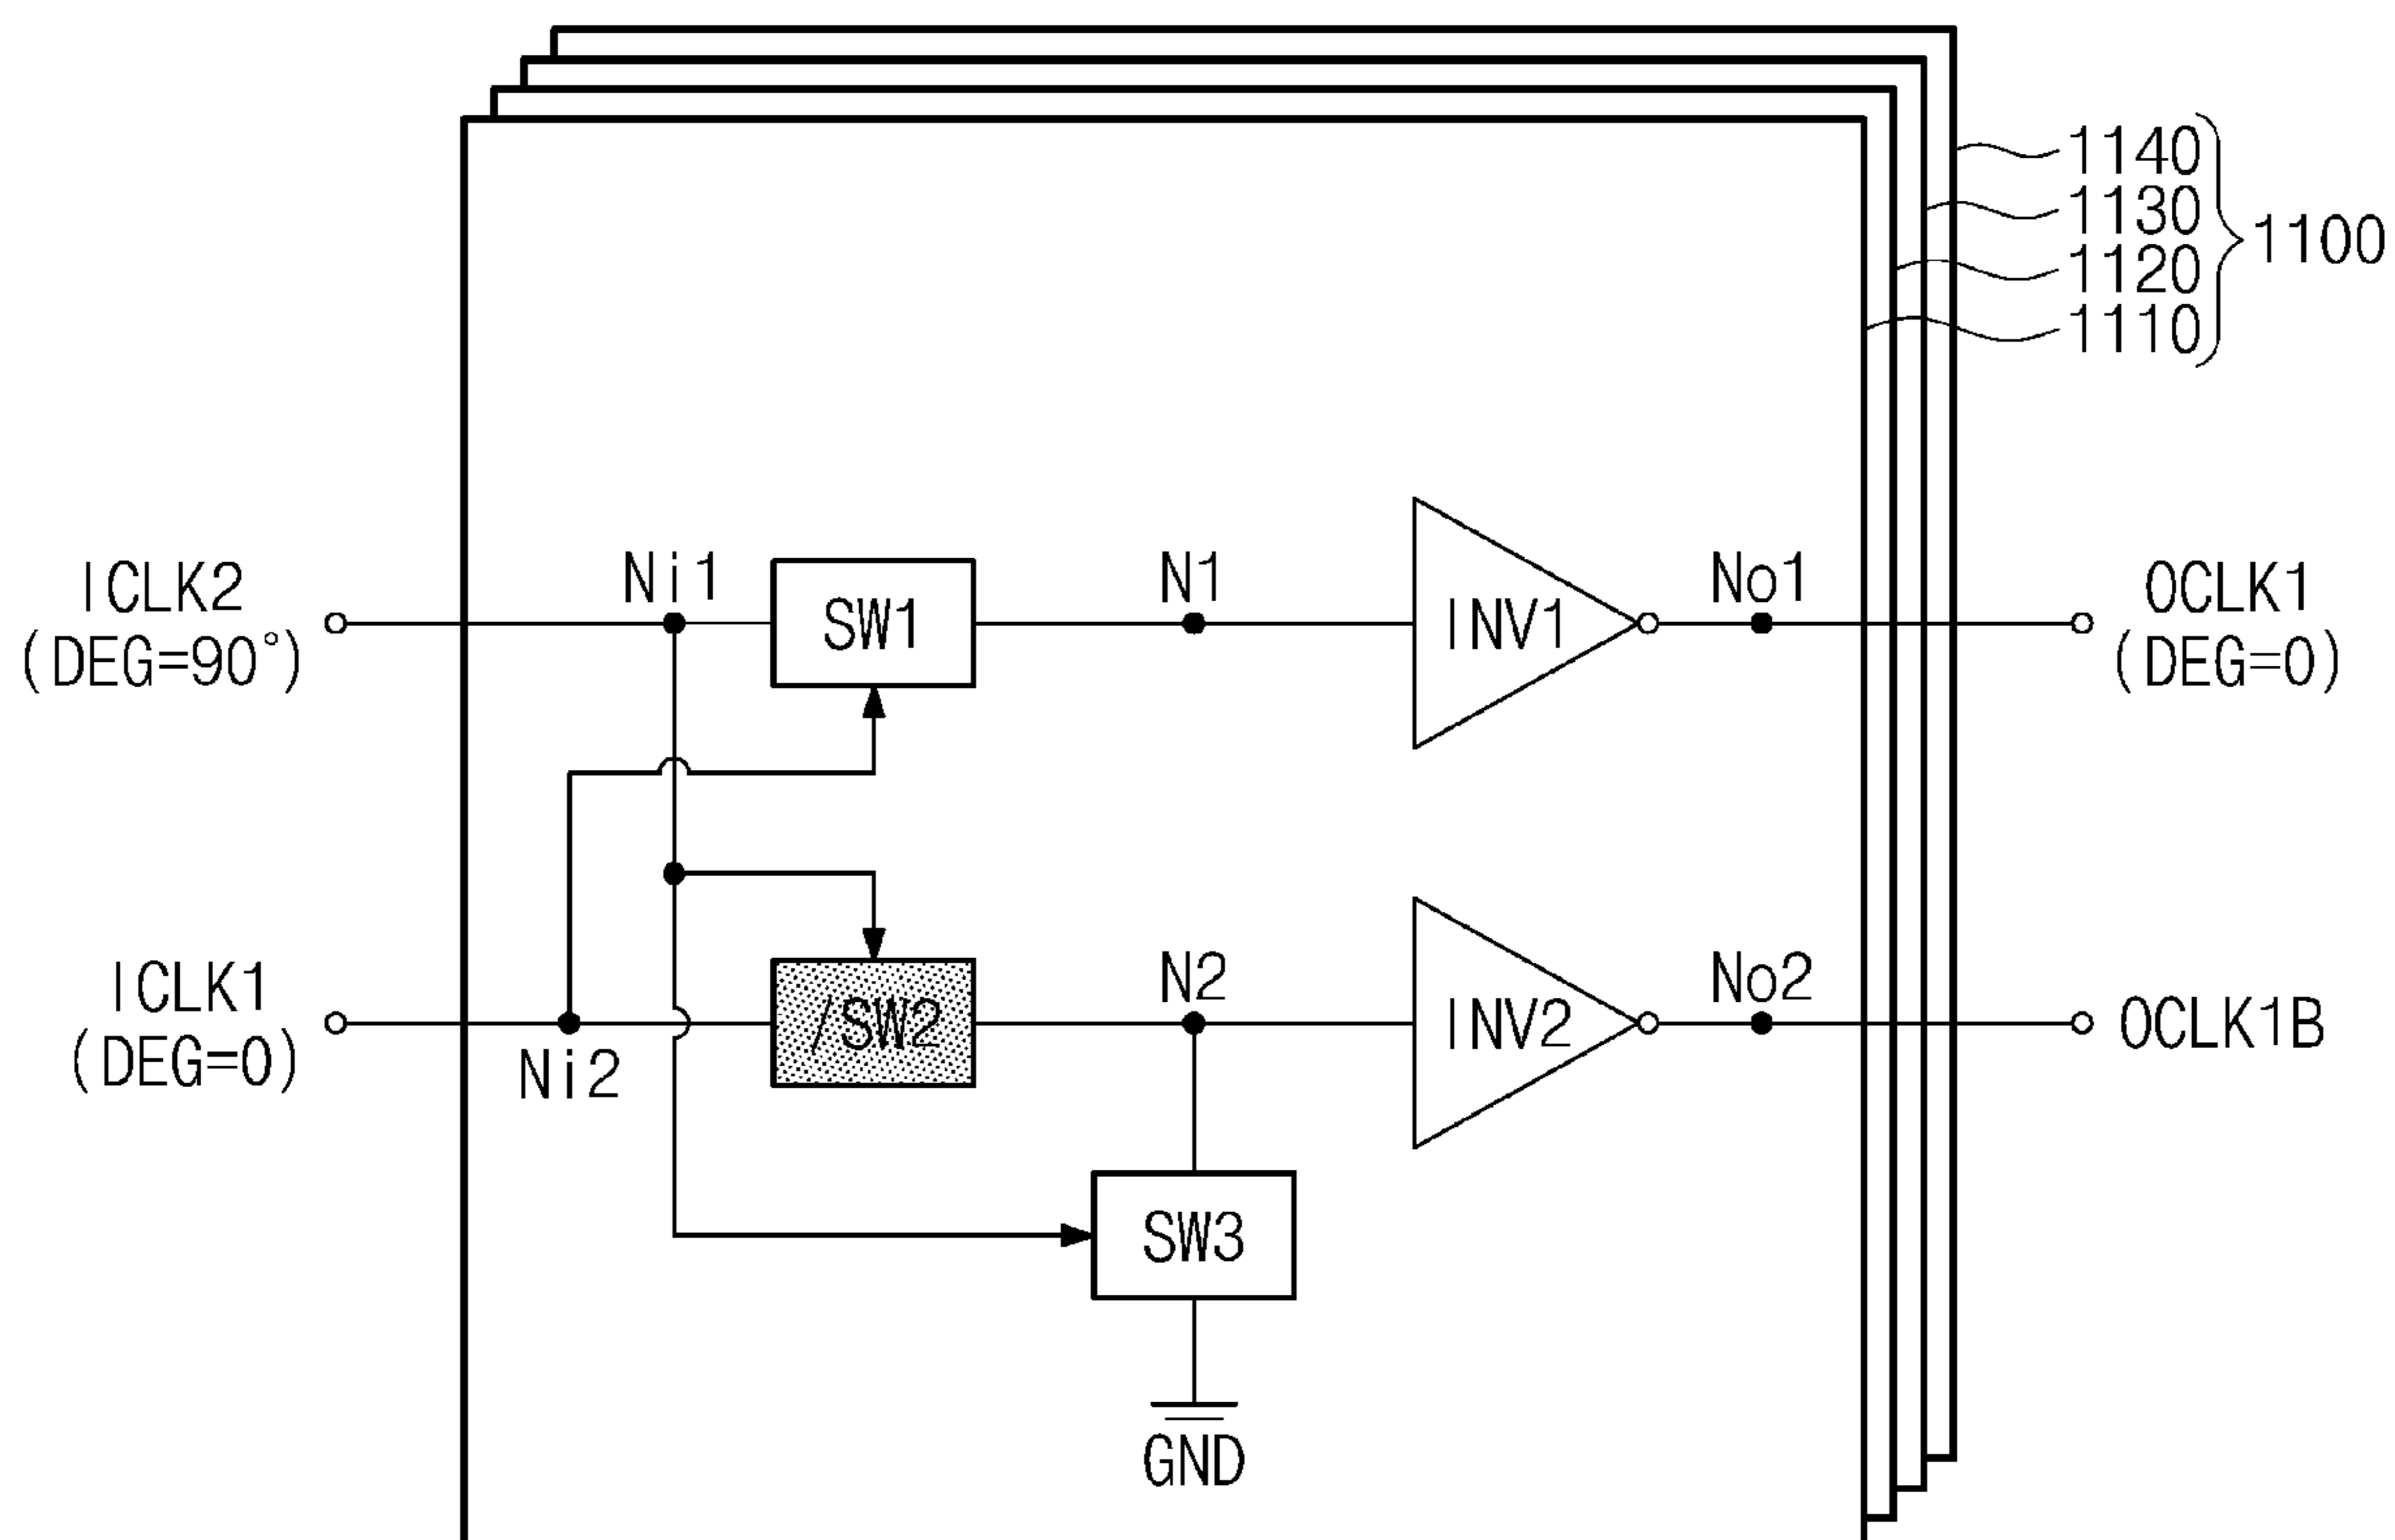 1140
1130
1120
1110
1100
ICLK2
(DEG=90°)
Ni1
SW1
N1
INV1
No1
OCLK1
(DEG=0)
ICLK1
(DEG=0)
Ni2
/SW2
N2
INV2
No2
OCLK1B
SW3
GND